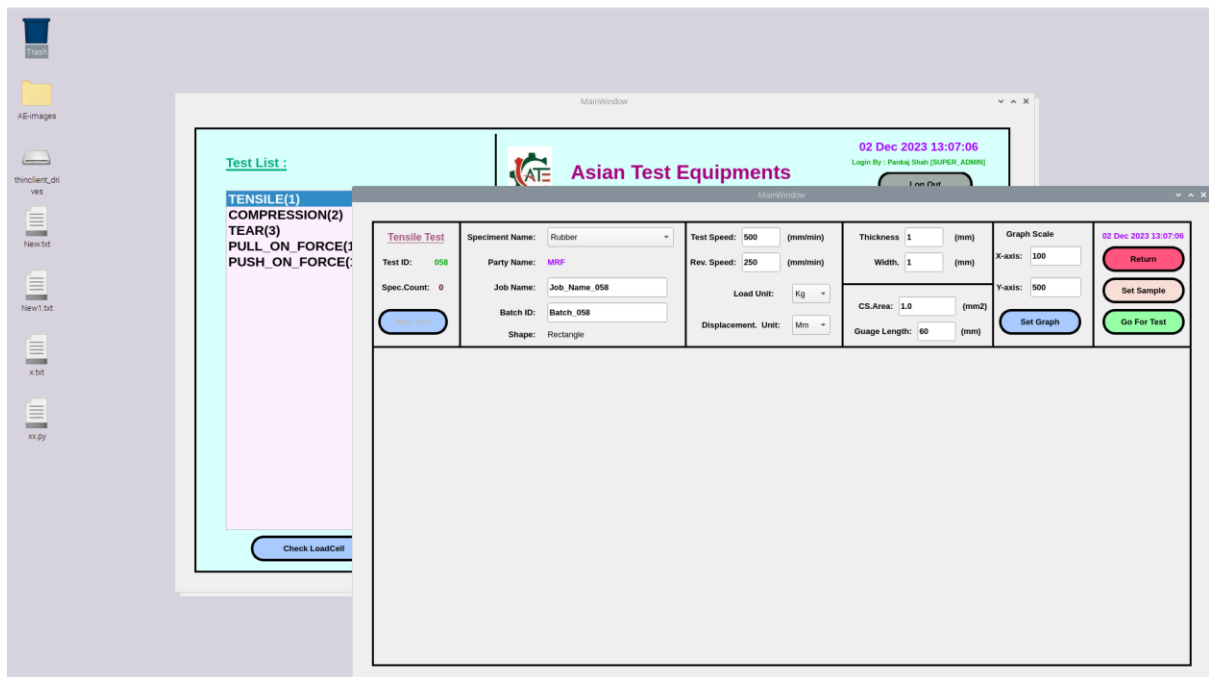 Trash
AE-images
thinclient_dri
ves
New.txt
New1.txt
x.txt
xx.py
MainWindow
Test List :
TENSILE(1)
COMPRESSION(2)
TEAR(3)
PULL_ON_FORCE(1
PUSH_ON_FORCE(
Check LoadCell
ATE
Asian Test Equipments
02 Dec 2023 13:07:06
Login By : Pankaj Shah [SUPER_ADMIN]
Log Out
MainWindow
Tensile Test
Test ID: 058
Spec.Count: 0
Speciment Name: Rubber
Party Name: MRF
Job Name: Job_Name_058
Batch ID: Batch_058
Shape: Rectangle
Test Speed: 500 (mm/min)
Rev. Speed: 250 (mm/min)
Load Unit: Kg
Displacement. Unit: Mm
Thickness 1 (mm)
Width. 1 (mm)
CS.Area: 1.0 (mm2)
Guage Length: 60 (mm)
Graph Scale
X-axis: 100
Y-axis: 500
Set Graph
02 Dec 2023 13:07:06
Return
Set Sample
Go For Test